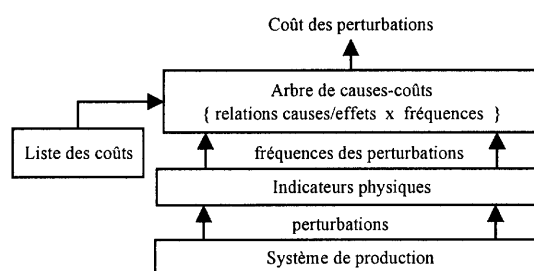 Coût des perturbations
Arbre de causes-coûts
{ relations causes/effets x fréquences }
Liste des coûts
fréquences des perturbations
Indicateurs physiques
perturbations
Système de production